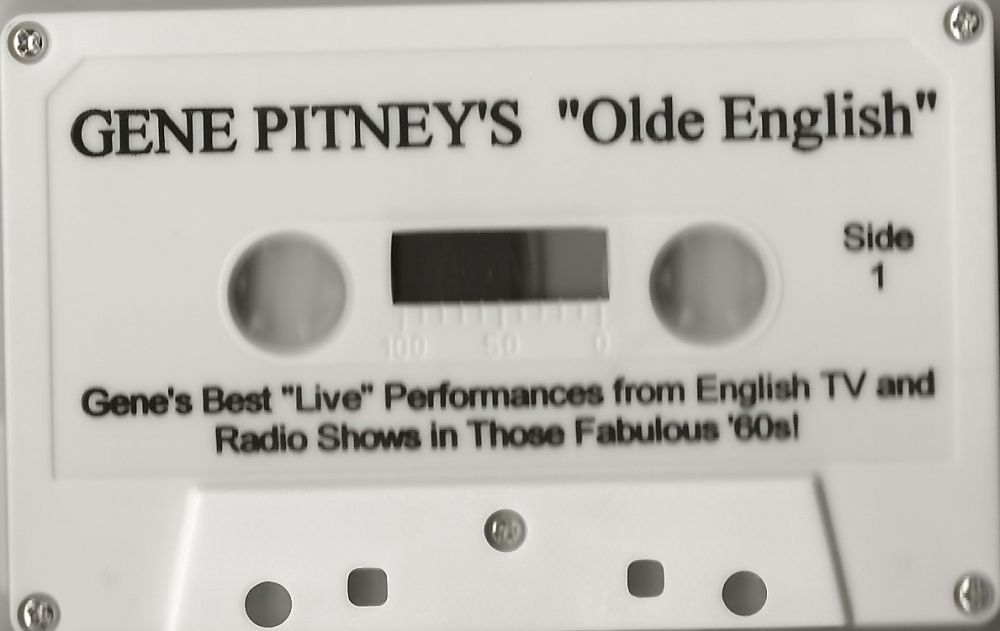 GENE PITNEY'S "Olde English"
Side
1
100 50 0
Gene's Best "Live" Performances from English TV and
Radio Shows in Those Fabulous '60s!